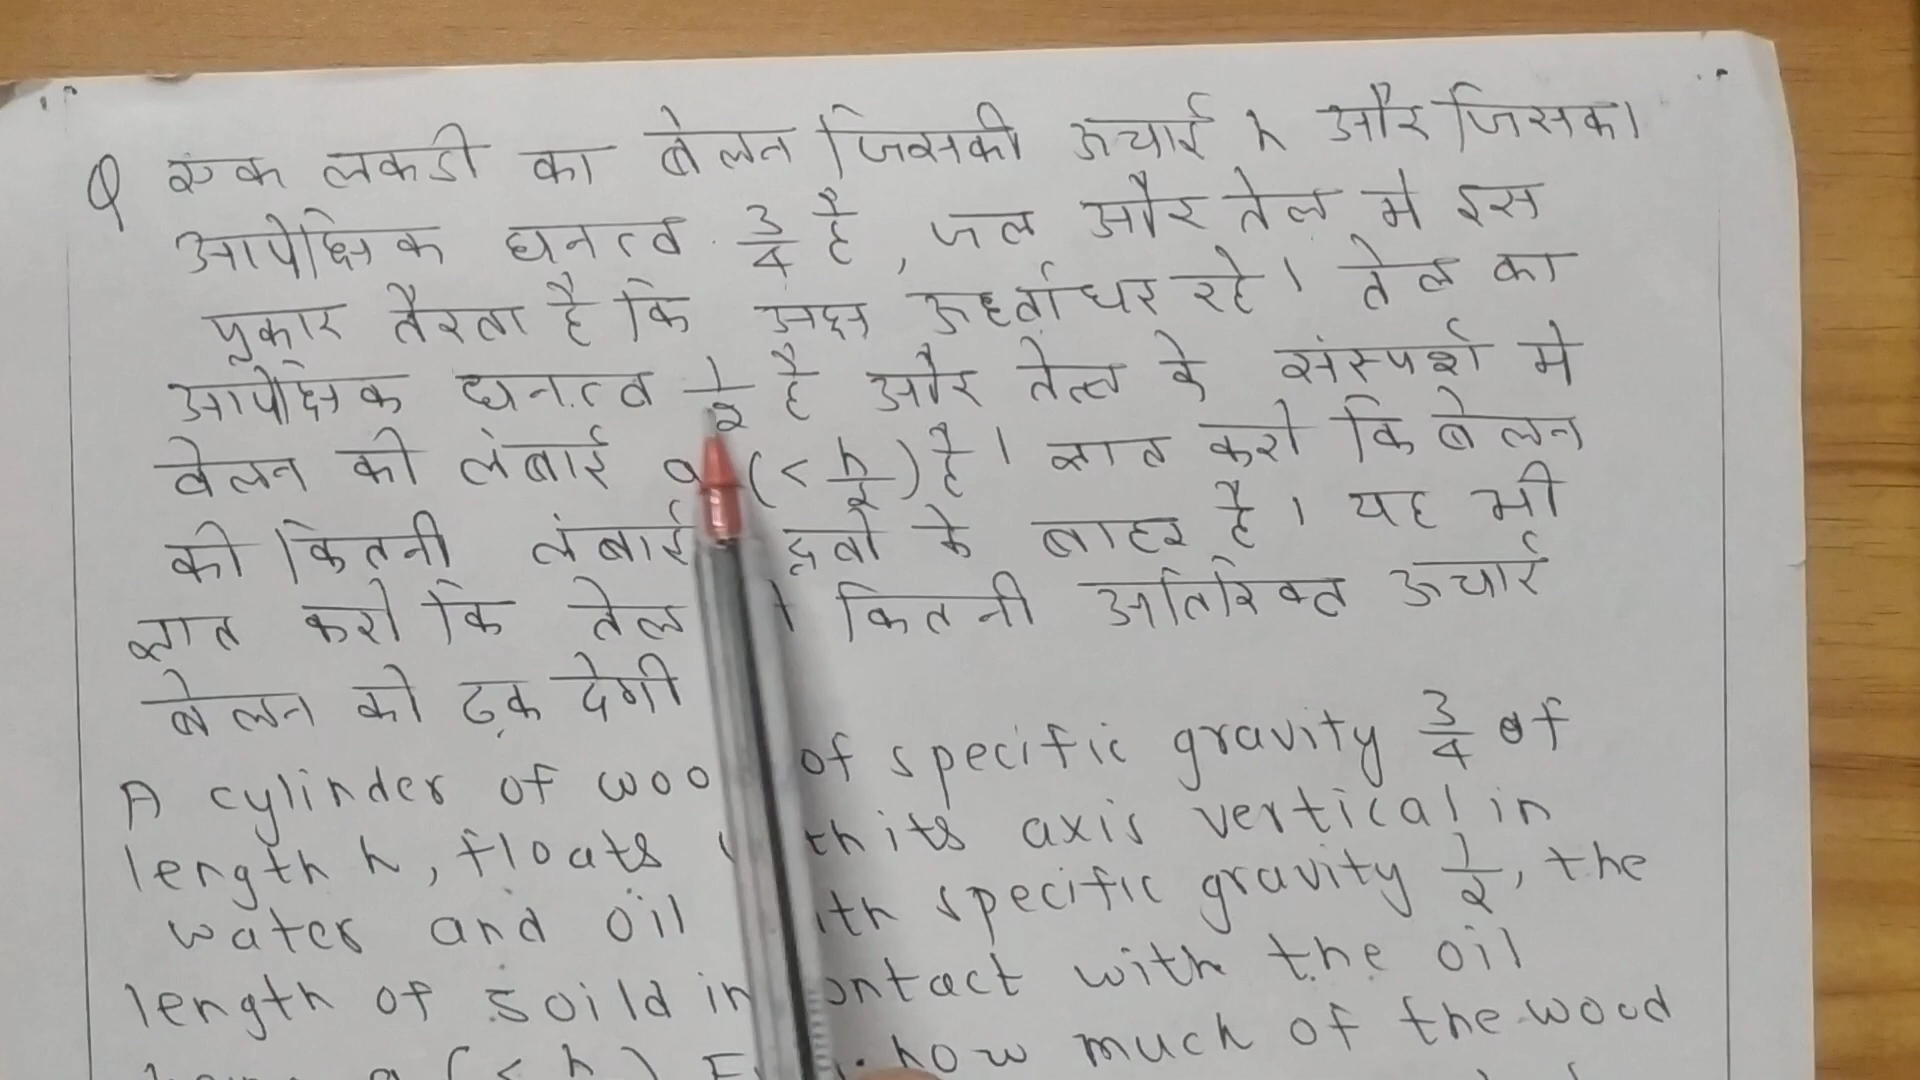 Q एक लकडी का बेलन जिसकी ऊचाई h और जिसका
आपेक्षिक घनत्व 3/4 है, जल और तेल मे इस
प्रकार तैरता है कि अक्ष ऊर्ध्वाधर रहे। तेल का
आपेक्षिक घनत्व 1/2 है और तेल के संस्पर्श मे
बेलन की लंबाई a (< h/2) है। ज्ञात करो कि बेलन
की कितनी लंबाई द्रवो के बाहर है। यह भी
ज्ञात करो कि तेल कितनी अतिरिक्त ऊचाई
बेलन को ढक देगी
A cylinder of woo of specific gravity 3/4 of
length h, floats thits axis vertical in
water and oil ith specific gravity 1/2, the
length of soild in ontact with the oil
a (< h ) how much of the wood